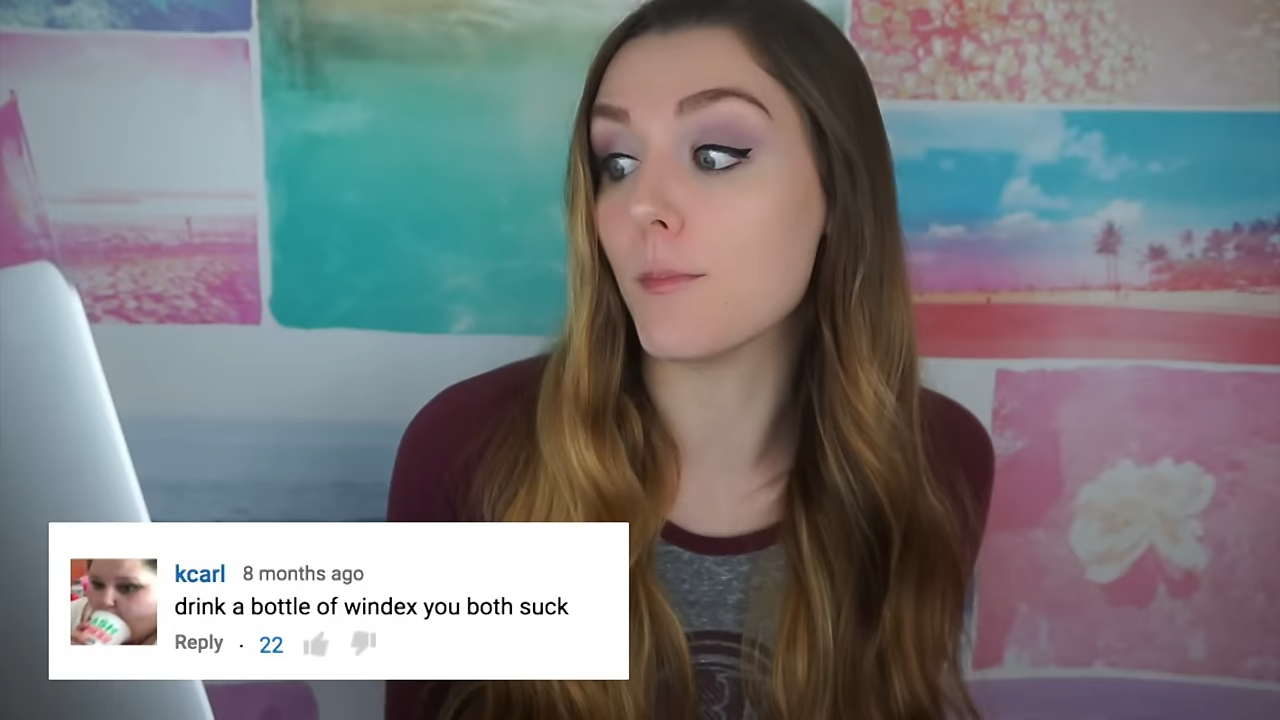 kcarl 8 months ago
drink a bottle of windex you both suck
Reply · 22